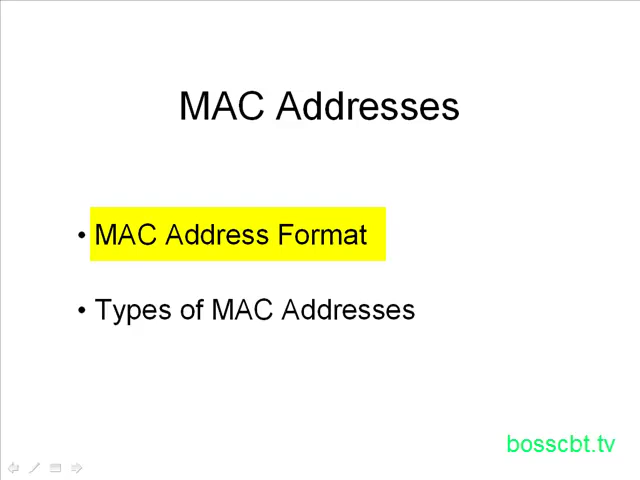 MAC Addresses
• MAC Address Format
• Types of MAC Addresses
bosscbt.tv